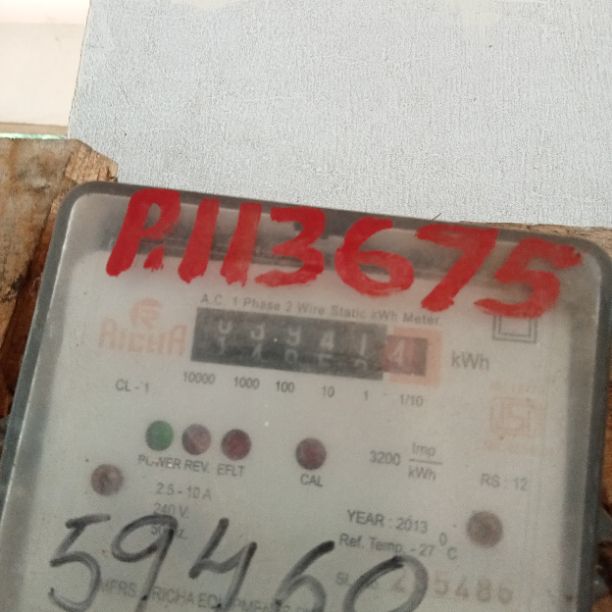 P.113675
A.C. 1 Phase 2 Wire Static kWh Meter
RICHA
kWh
CL-1
10000 1000 100 10 1 1/10
3200 Imp/kWh
POWER REV. EFLT
CAL
RS : 12
2.5 - 10 A
240 V.
YEAR : 2013
Ref. Temp. - 27 °C
59460